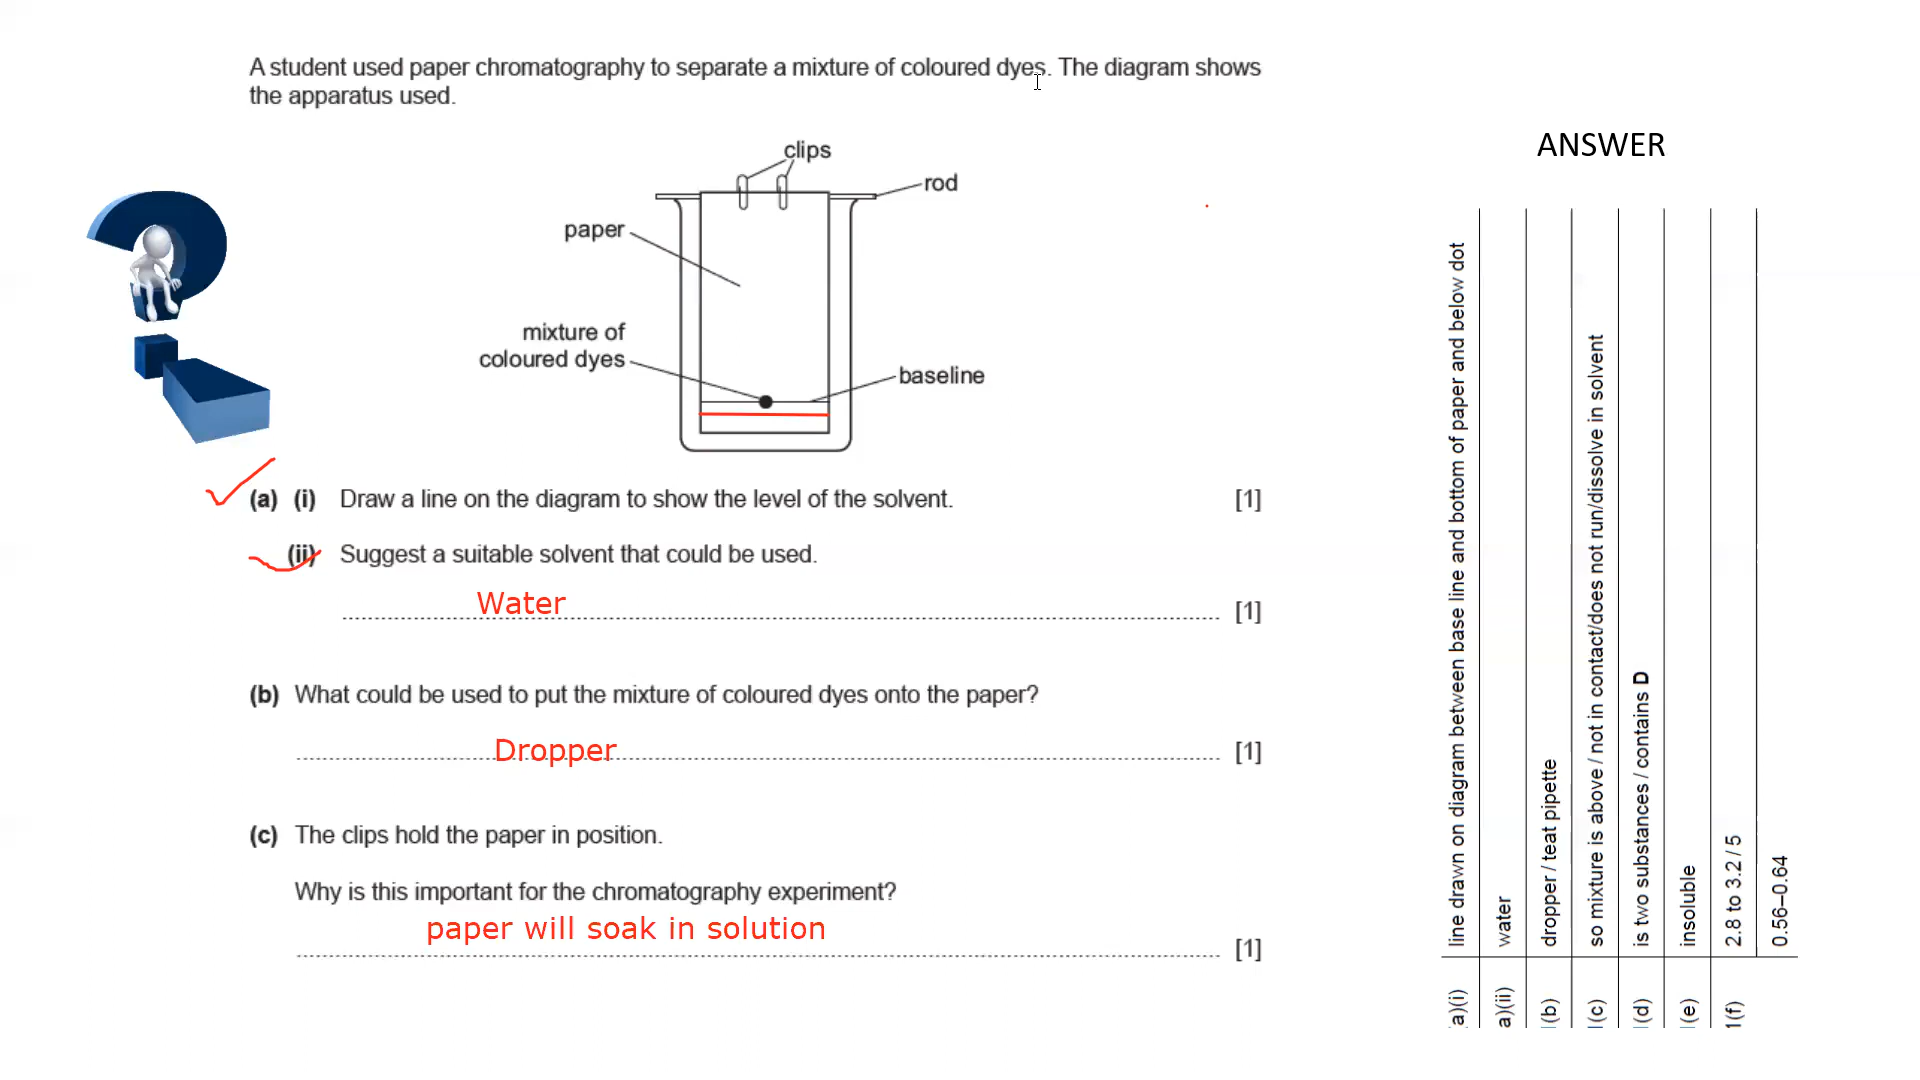 A student used paper chromatography to separate a mixture of coloured dyes. The diagram shows
the apparatus used.
clips
rod
paper
mixture of
coloured dyes
baseline
(a) (i) Draw a line on the diagram to show the level of the solvent. [1]
(ii) Suggest a suitable solvent that could be used.
Water
[1]
(b) What could be used to put the mixture of coloured dyes onto the paper?
Dropper
[1]
(c) The clips hold the paper in position.
Why is this important for the chromatography experiment?
paper will soak in solution
[1]
ANSWER
a)(i) line drawn on diagram between base line and bottom of paper and below dot
a)(ii) water
(b) dropper / teat pipette
(c) so mixture is above / not in contact/does not run/dissolve in solvent
(d) is two substances / contains D
(e) insoluble
1(f) 2.8 to 3.2 / 5
0.56–0.64